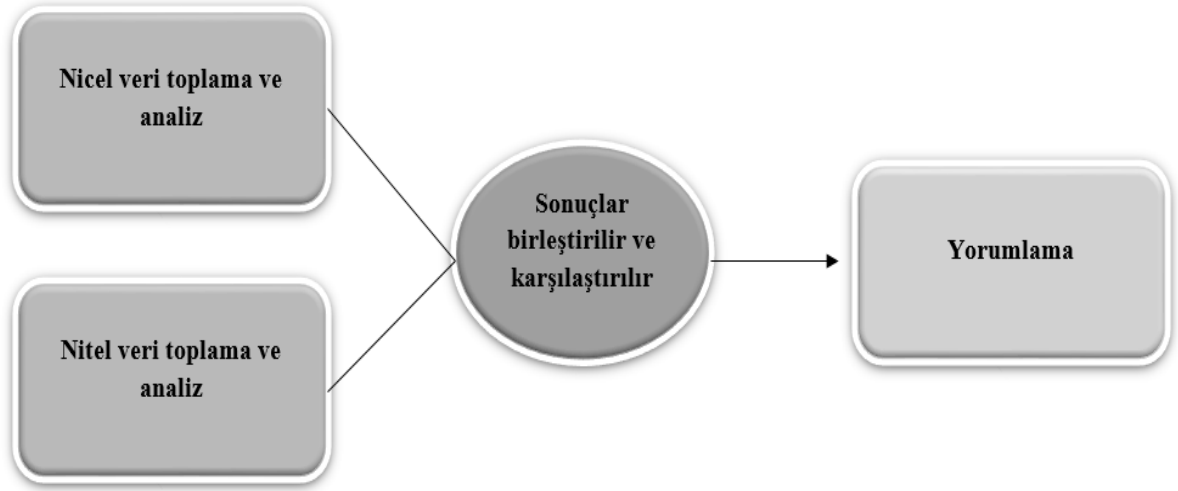 Nicel veri toplama ve
analiz
Nitel veri toplama ve
analiz
Sonuçlar
birleştirilir ve
karşılaştırılır
Yorumlama